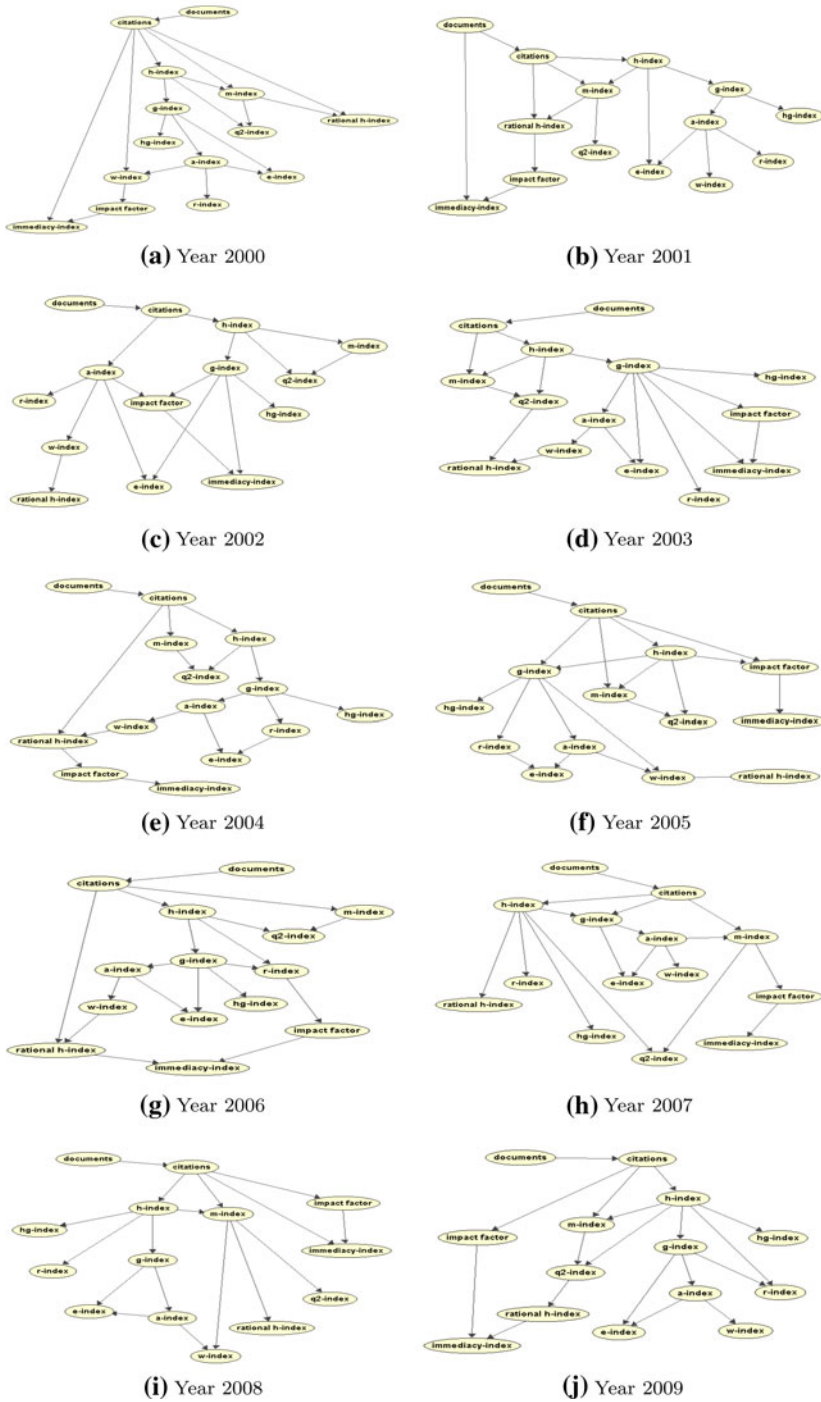 documents
citations
h-index
m-index
g-index
rational h-index
hg-index
q2-index
a-index
w-index
e-index
impact factor
r-index
immediacy-index
(a) Year 2000
documents
citations
h-index
m-index
g-index
hg-index
rational h-index
a-index
q2-index
r-index
e-index
impact factor
w-index
immediacy-index
(b) Year 2001
documents
citations
h-index
m-index
a-index
g-index
q2-index
r-index
impact factor
hg-index
w-index
e-index
immediacy-index
rational h-index
(c) Year 2002
documents
citations
h-index
g-index
m-index
hg-index
q2-index
impact factor
a-index
w-index
rational h-index
e-index
immediacy-index
r-index
(d) Year 2003
documents
citations
m-index
h-index
q2-index
g-index
a-index
hg-index
w-index
r-index
rational h-index
e-index
impact factor
immediacy-index
(e) Year 2004
documents
citations
h-index
g-index
impact factor
m-index
hg-index
q2-index
immediacy-index
r-index
a-index
e-index
w-index
rational h-index
(f) Year 2005
documents
citations
h-index
m-index
q2-index
g-index
a-index
r-index
w-index
hg-index
e-index
impact factor
rational h-index
immediacy-index
(g) Year 2006
documents
citations
h-index
g-index
a-index
m-index
w-index
r-index
e-index
impact factor
rational h-index
hg-index
immediacy-index
q2-index
(h) Year 2007
documents
citations
impact factor
h-index
m-index
hg-index
immediacy-index
g-index
r-index
q2-index
e-index
a-index
rational h-index
w-index
(i) Year 2008
documents
citations
h-index
m-index
impact factor
hg-index
g-index
q2-index
a-index
r-index
rational h-index
e-index
w-index
immediacy-index
(j) Year 2009